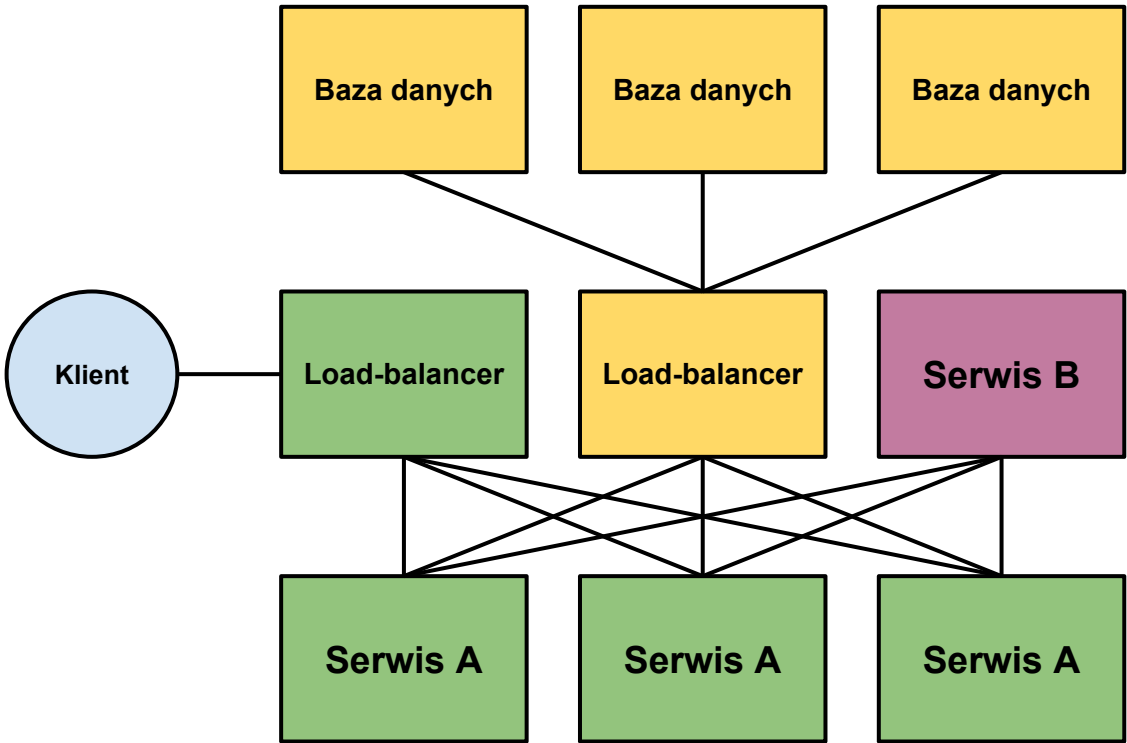 Baza danych
Baza danych
Baza danych
Klient
Load-balancer
Load-balancer
Serwis B
Serwis A
Serwis A
Serwis A